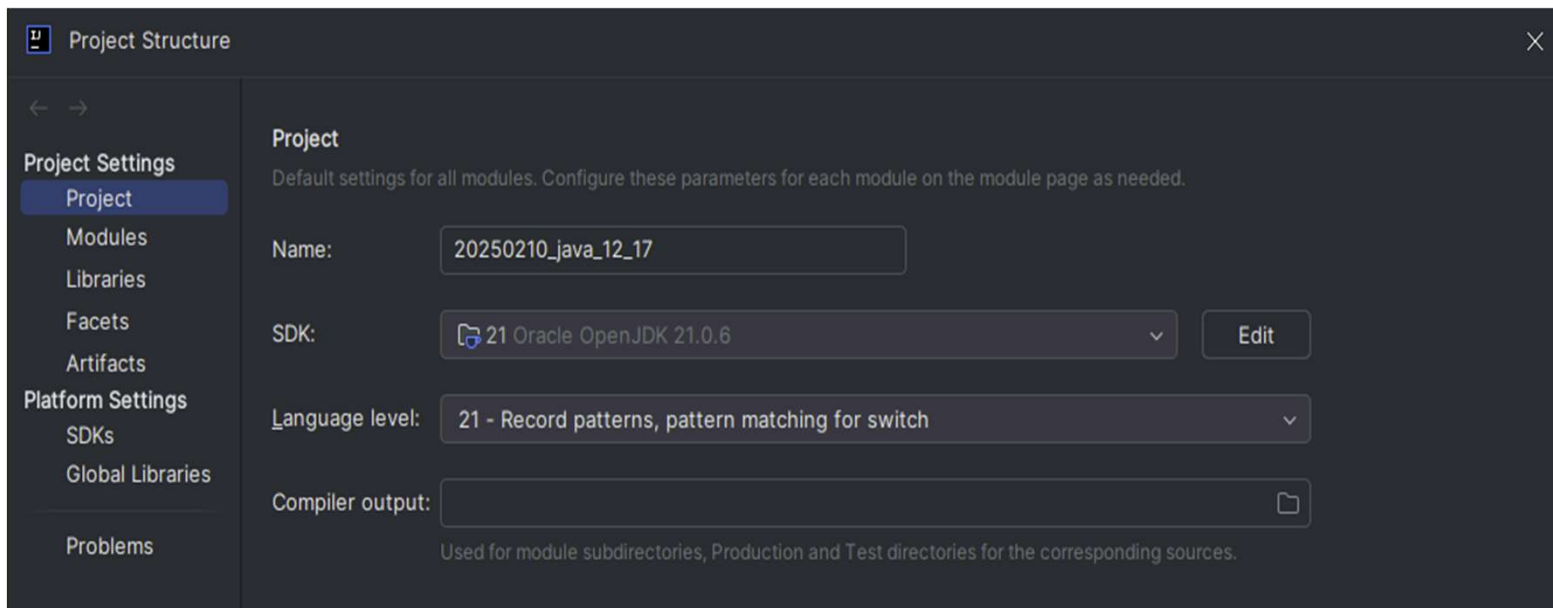 Project Structure
Project Settings
Project
Modules
Libraries
Facets
Artifacts
Platform Settings
SDKs
Global Libraries
Problems
Project
Default settings for all modules. Configure these parameters for each module on the module page as needed.
Name: 20250210_java_12_17
SDK: 21 Oracle OpenJDK 21.0.6 Edit
Language level: 21 - Record patterns, pattern matching for switch
Compiler output:
Used for module subdirectories, Production and Test directories for the corresponding sources.